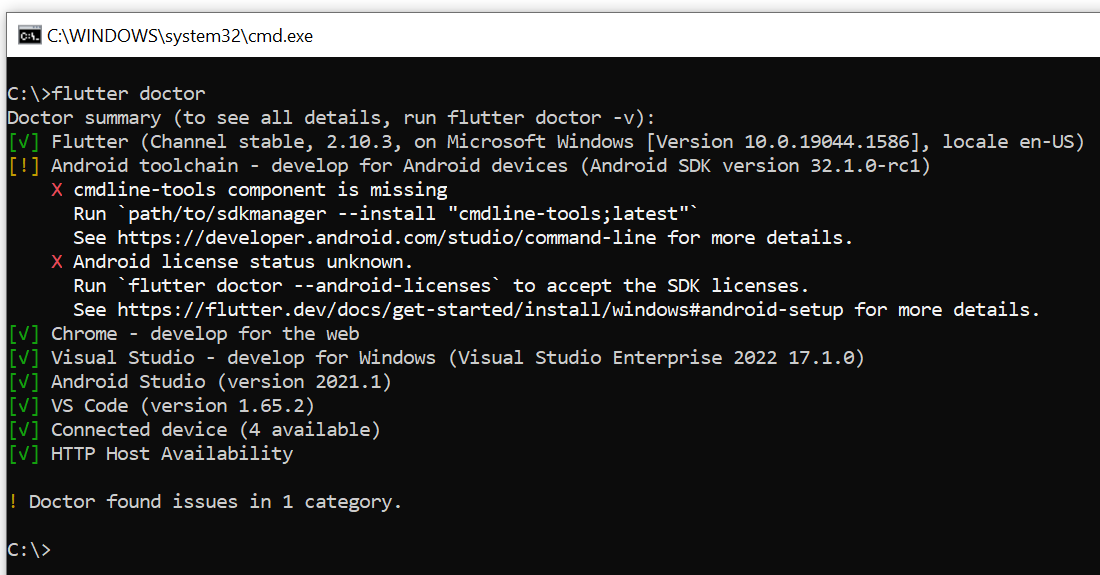 C:\WINDOWS\system32\cmd.exe
C:\>flutter doctor
Doctor summary (to see all details, run flutter doctor -v):
[√] Flutter (Channel stable, 2.10.3, on Microsoft Windows [Version 10.0.19044.1586], locale en-US)
[!] Android toolchain - develop for Android devices (Android SDK version 32.1.0-rc1)
    X cmdline-tools component is missing
      Run `path/to/sdkmanager --install "cmdline-tools;latest"`
      See https://developer.android.com/studio/command-line for more details.
    X Android license status unknown.
      Run `flutter doctor --android-licenses` to accept the SDK licenses.
      See https://flutter.dev/docs/get-started/install/windows#android-setup for more details.
[√] Chrome - develop for the web
[√] Visual Studio - develop for Windows (Visual Studio Enterprise 2022 17.1.0)
[√] Android Studio (version 2021.1)
[√] VS Code (version 1.65.2)
[√] Connected device (4 available)
[√] HTTP Host Availability
! Doctor found issues in 1 category.
C:\>